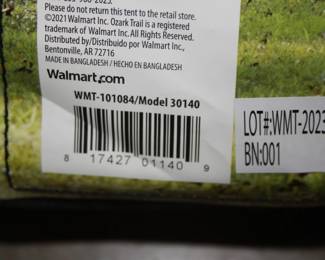 Please do not return this tent to the retail store.
©2021 Walmart Inc. Ozark Trail is a registered
trademark of Walmart Inc. All Rights Reserved.
Distributed by/Distribuido por Walmart Inc.,
Bentonville, AR 72716
MADE IN BANGLADESH / HECHO EN BANGLADESH
Walmart.com
WMT-101084/Model 30140
8 17427 01140 9
LOT#:WMT-2023
BN:001